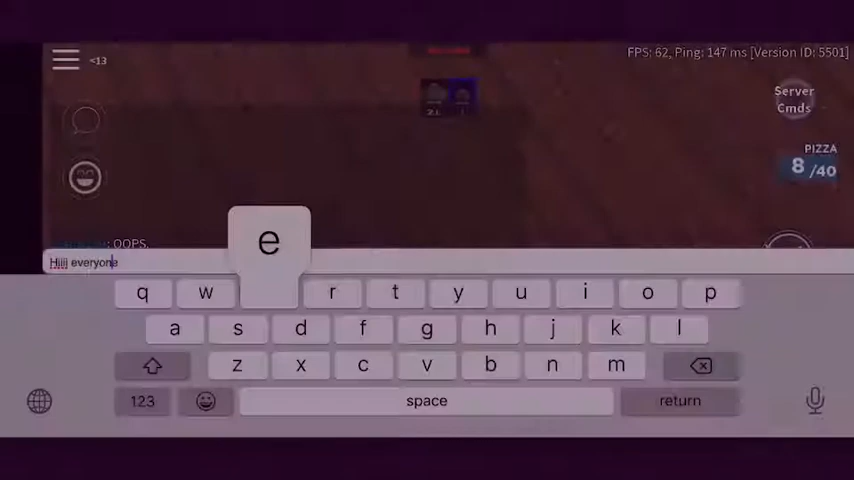 <13
FPS: 62, Ping: 147 ms [Version ID: 5501]
21
Server
Cmds
PIZZA
8 /40
: OOPS.
Hiiii everyone
e
q w r t y u i o p
a s d f g h j k l
z x c v b n m
123 space return